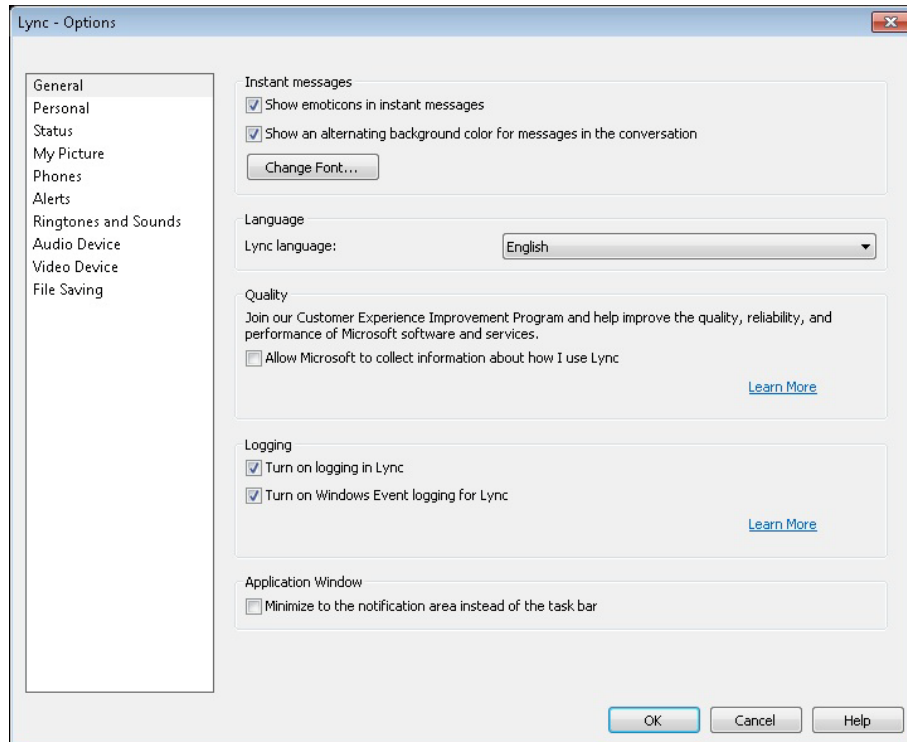 Lync - Options
General
Personal
Status
My Picture
Phones
Alerts
Ringtones and Sounds
Audio Device
Video Device
File Saving
Instant messages
Show emoticons in instant messages
Show an alternating background color for messages in the conversation
Change Font...
Language
Lync language: English
Quality
Join our Customer Experience Improvement Program and help improve the quality, reliability, and
performance of Microsoft software and services.
Allow Microsoft to collect information about how I use Lync
Learn More
Logging
Turn on logging in Lync
Turn on Windows Event logging for Lync
Learn More
Application Window
Minimize to the notification area instead of the task bar
OK Cancel Help